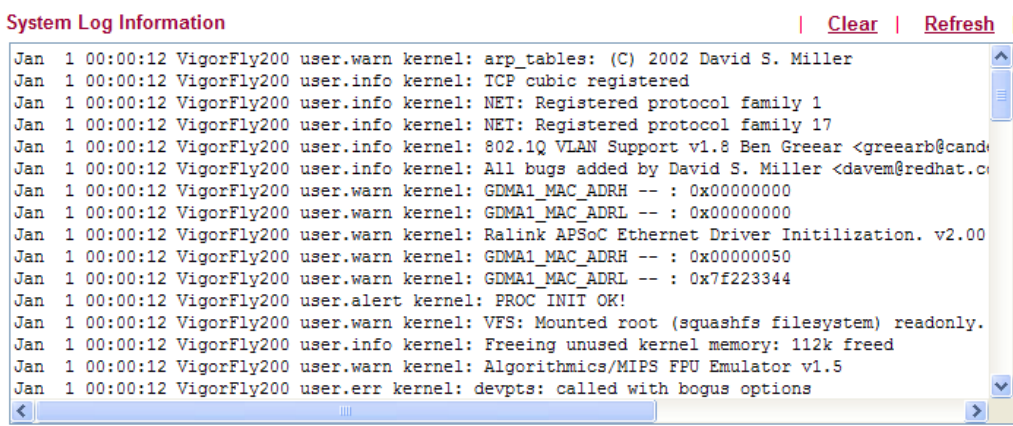 System Log Information | Clear | Refresh
Jan  1 00:00:12 VigorFly200 user.warn kernel: arp_tables: (C) 2002 David S. Miller
Jan  1 00:00:12 VigorFly200 user.info kernel: TCP cubic registered
Jan  1 00:00:12 VigorFly200 user.info kernel: NET: Registered protocol family 1
Jan  1 00:00:12 VigorFly200 user.info kernel: NET: Registered protocol family 17
Jan  1 00:00:12 VigorFly200 user.info kernel: 802.1Q VLAN Support v1.8 Ben Greear <greearb@cand
Jan  1 00:00:12 VigorFly200 user.info kernel: All bugs added by David S. Miller <davem@redhat.c
Jan  1 00:00:12 VigorFly200 user.warn kernel: GDMA1_MAC_ADRH -- : 0x00000000
Jan  1 00:00:12 VigorFly200 user.warn kernel: GDMA1_MAC_ADRL -- : 0x00000000
Jan  1 00:00:12 VigorFly200 user.warn kernel: Ralink APSoC Ethernet Driver Initilization. v2.00
Jan  1 00:00:12 VigorFly200 user.warn kernel: GDMA1_MAC_ADRH -- : 0x00000050
Jan  1 00:00:12 VigorFly200 user.warn kernel: GDMA1_MAC_ADRL -- : 0x7f223344
Jan  1 00:00:12 VigorFly200 user.alert kernel: PROC INIT OK!
Jan  1 00:00:12 VigorFly200 user.warn kernel: VFS: Mounted root (squashfs filesystem) readonly.
Jan  1 00:00:12 VigorFly200 user.info kernel: Freeing unused kernel memory: 112k freed
Jan  1 00:00:12 VigorFly200 user.warn kernel: Algorithmics/MIPS FPU Emulator v1.5
Jan  1 00:00:12 VigorFly200 user.err kernel: devpts: called with bogus options